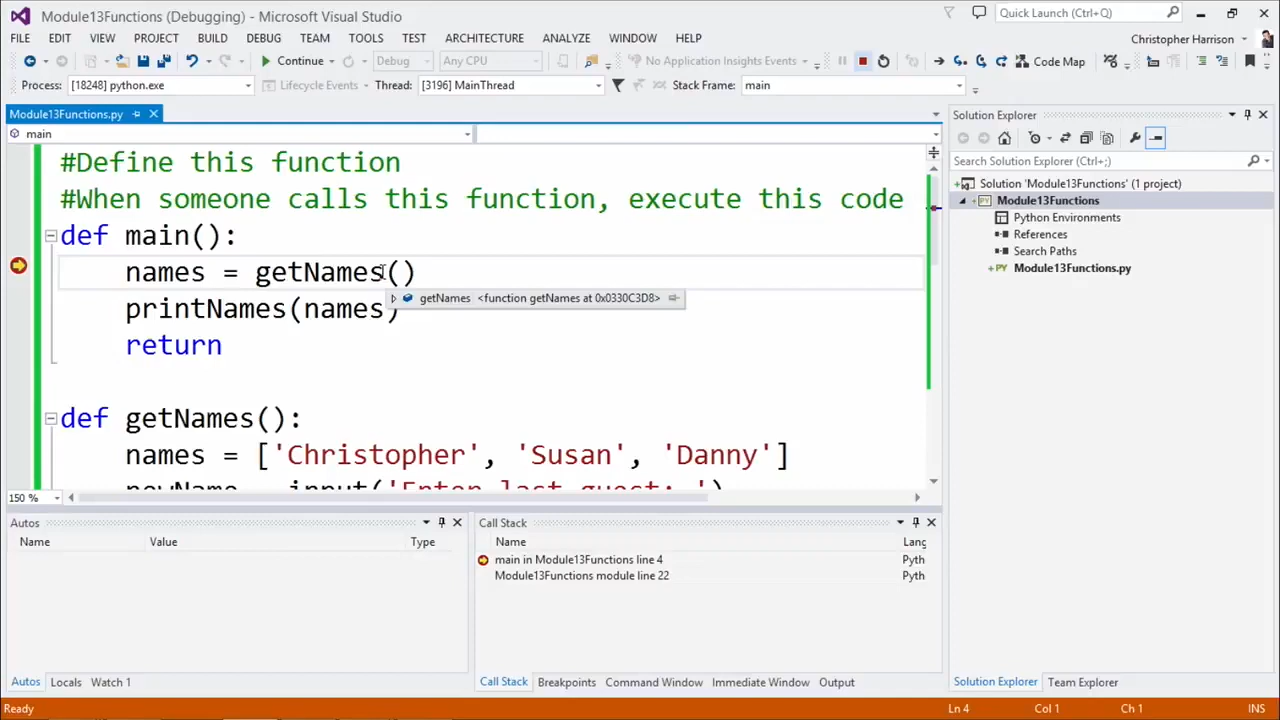 Module13Functions (Debugging) - Microsoft Visual Studio
Quick Launch (Ctrl+Q)
FILE EDIT VIEW PROJECT BUILD DEBUG TEAM TOOLS TEST ARCHITECTURE ANALYZE WINDOW HELP
Christopher Harrison
Continue Debug Any CPU No Application Insights Events Code Map
Process: [18248] python.exe Lifecycle Events Thread: [3196] MainThread Stack Frame: main
Module13Functions.py
main
#Define this function
#When someone calls this function, execute this code
def main():
names = getNames()
getNames <function getNames at 0x0330C3D8>
printNames(names)
return
def getNames():
names = ['Christopher', 'Susan', 'Danny']
newName = input('Enter last guest: ')
150 %
Solution Explorer
Search Solution Explorer (Ctrl+;)
Solution 'Module13Functions' (1 project)
Module13Functions
Python Environments
References
Search Paths
Module13Functions.py
Autos
Name Value Type
Call Stack
Name Lang
main in Module13Functions line 4 Pyth
Module13Functions module line 22 Pyth
Autos Locals Watch 1
Call Stack Breakpoints Command Window Immediate Window Output
Solution Explorer Team Explorer
Ready Ln 4 Col 1 Ch 1 INS